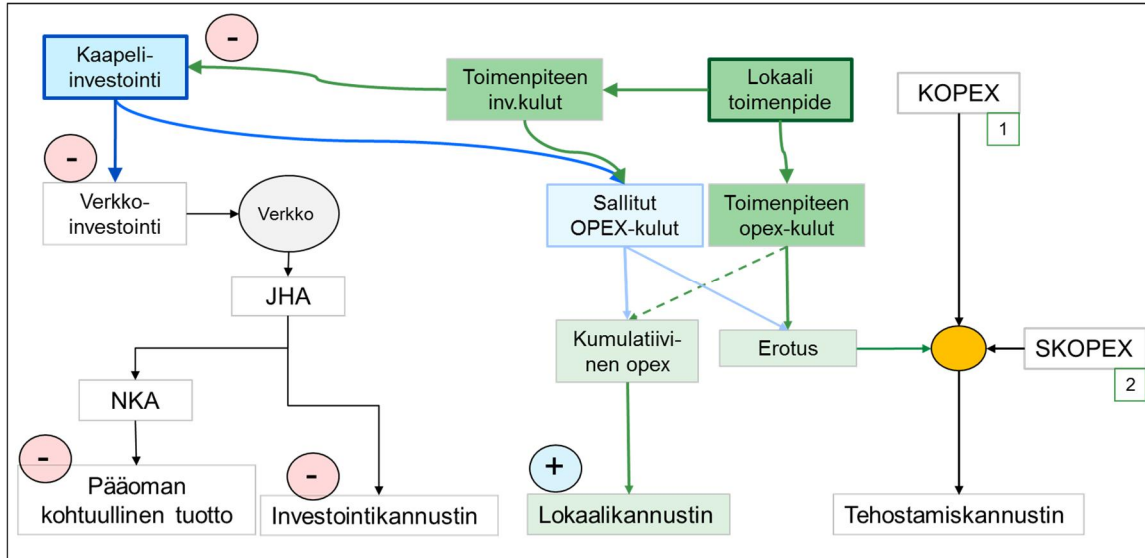 -
Kaapeli-
investointi
Toimenpiteen
inv.kulut
Lokaali
toimenpide
KOPEX
1
-
Verkko-
investointi
Verkko
Sallitut
OPEX-kulut
Toimenpiteen
opex-kulut
JHA
Kumulatiivi-
nen opex
Erotus
SKOPEX
2
NKA
-
Pääoman
kohtuullinen tuotto
-
Investointikannustin
+
Lokaalikannustin
Tehostamiskannustin